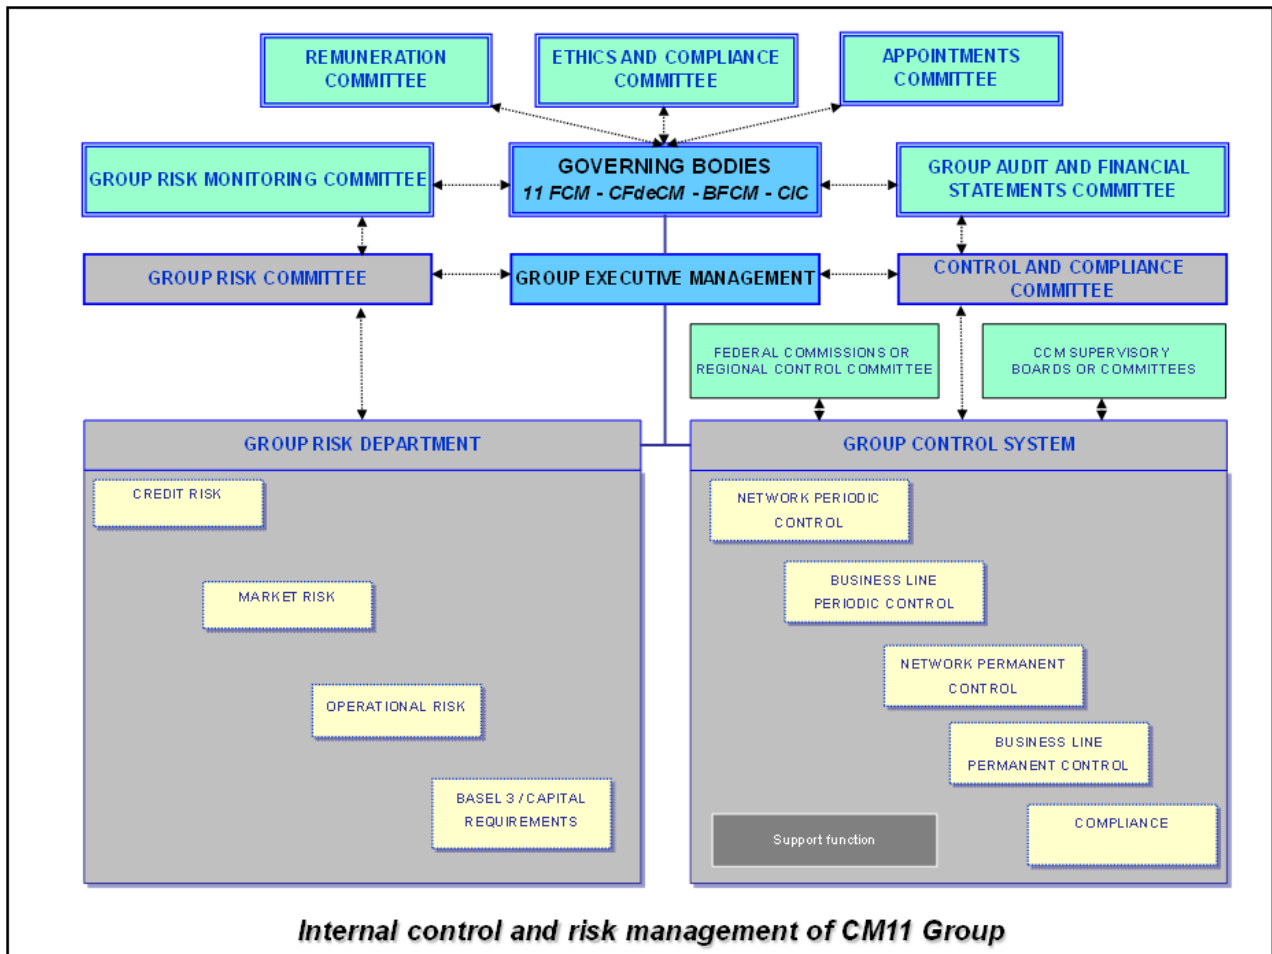 REMUNERATION
COMMITTEE
ETHICS AND COMPLIANCE
COMMITTEE
APPOINTMENTS
COMMITTEE
GROUP RISK MONITORING COMMITTEE
GOVERNING BODIES
11 FCM - CFdeCM - BFCM - CIC
GROUP AUDIT AND FINANCIAL
STATEMENTS COMMITTEE
GROUP RISK COMMITTEE
GROUP EXECUTIVE MANAGEMENT
CONTROL AND COMPLIANCE
COMMITTEE
FEDERAL COMMISSIONS OR
REGIONAL CONTROL COMMITTEE
CCM SUPERVISORY
BOARDS OR COMMITTEES
GROUP RISK DEPARTMENT
CREDIT RISK
MARKET RISK
OPERATIONAL RISK
BASEL 3 / CAPITAL
REQUIREMENTS
GROUP CONTROL SYSTEM
NETWORK PERIODIC
CONTROL
BUSINESS LINE
PERIODIC CONTROL
NETWORK PERMANENT
CONTROL
BUSINESS LINE
PERMANENT CONTROL
COMPLIANCE
Support function
Internal control and risk management of CM11 Group